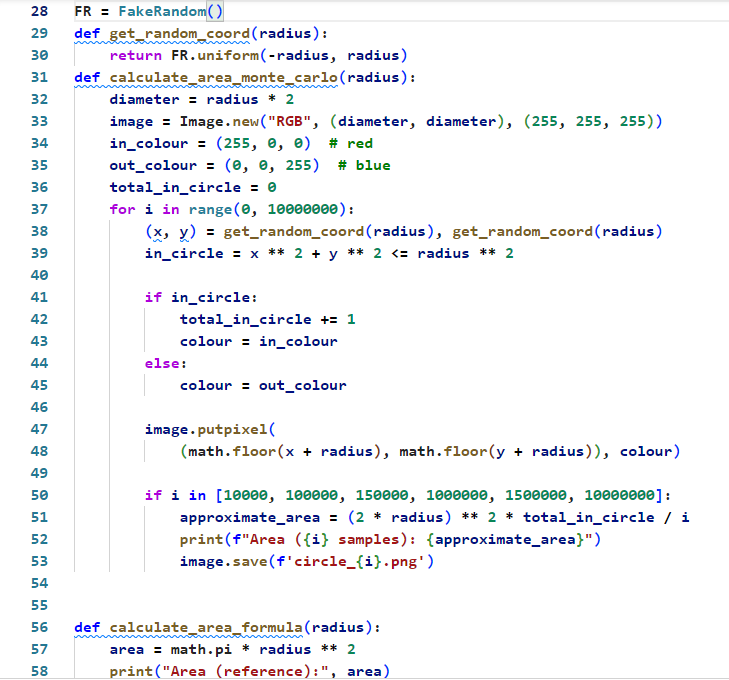 28 FR = FakeRandom()
29 def get_random_coord(radius):
30     return FR.uniform(-radius, radius)
31 def calculate_area_monte_carlo(radius):
32     diameter = radius * 2
33     image = Image.new("RGB", (diameter, diameter), (255, 255, 255))
34     in_colour = (255, 0, 0)  # red
35     out_colour = (0, 0, 255)  # blue
36     total_in_circle = 0
37     for i in range(0, 10000000):
38         (x, y) = get_random_coord(radius), get_random_coord(radius)
39         in_circle = x ** 2 + y ** 2 <= radius ** 2
40
41         if in_circle:
42             total_in_circle += 1
43             colour = in_colour
44         else:
45             colour = out_colour
46
47         image.putpixel(
48             (math.floor(x + radius), math.floor(y + radius)), colour)
49
50         if i in [10000, 100000, 150000, 1000000, 1500000, 10000000]:
51             approximate_area = (2 * radius) ** 2 * total_in_circle / i
52             print(f"Area ({i} samples): {approximate_area}")
53             image.save(f'circle_{i}.png')
54
55
56 def calculate_area_formula(radius):
57     area = math.pi * radius ** 2
58     print("Area (reference):", area)